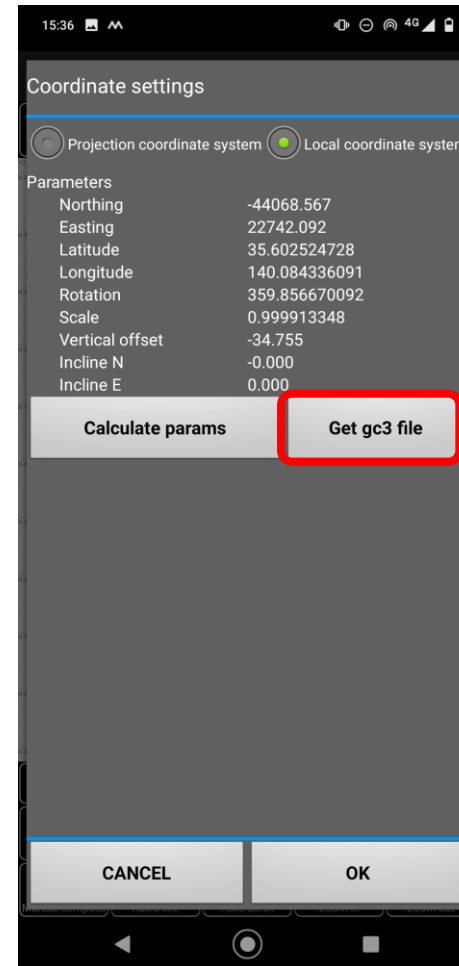 15:36 4G
Coordinate settings
Projection coordinate system Local coordinate syster
Parameters
Northing -44068.567
Easting 22742.092
Latitude 35.602524728
Longitude 140.084336091
Rotation 359.856670092
Scale 0.999913348
Vertical offset -34.755
Incline N -0.000
Incline E 0.000
Calculate params Get gc3 file
CANCEL OK